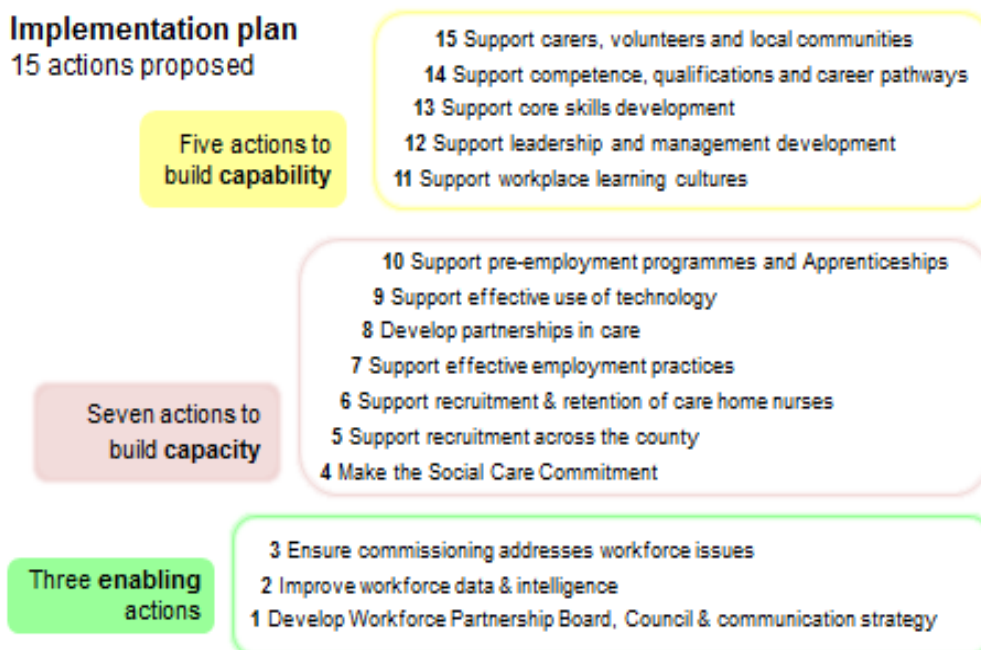 Implementation plan
15 actions proposed
15 Support carers, volunteers and local communities
14 Support competence, qualifications and career pathways
13 Support core skills development
12 Support leadership and management development
11 Support workplace learning cultures
Five actions to
build capability
10 Support pre-employment programmes and Apprenticeships
9 Support effective use of technology
8 Develop partnerships in care
7 Support effective employment practices
6 Support recruitment & retention of care home nurses
5 Support recruitment across the county
4 Make the Social Care Commitment
Seven actions to
build capacity
3 Ensure commissioning addresses workforce issues
2 Improve workforce data & intelligence
1 Develop Workforce Partnership Board, Council & communication strategy
Three enabling
actions